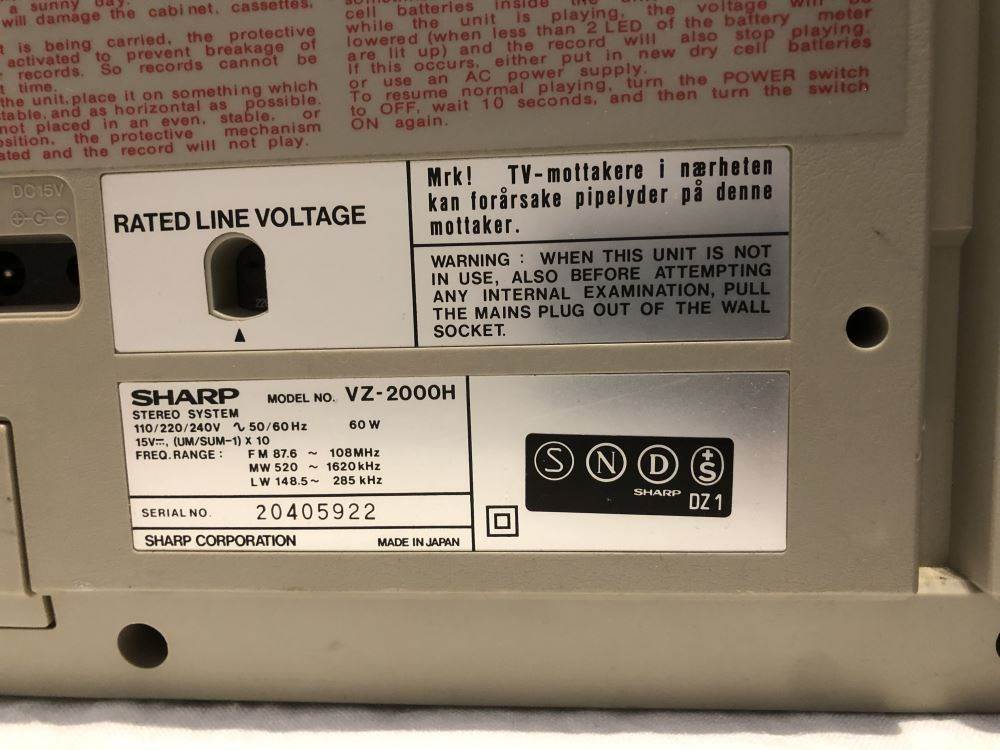 sunny day.
will damage the cabinet, cassettes,
t is being carried, the protective
activated to prevent breakage of
records. So records cannot be
t time.
the unit, place it on something which
table, and as horizontal as possible.
not placed in an even, stable, or
osition, the protective mechanism
ated and the record will not play.
cell batteries inside the
while the unit is playing, the voltage will be
lowered (when less than 2 LED of the battery meter
are lit up) and the record will also stop playing.
If this occurs, either put in new dry cell batteries
or use an AC power supply.
To resume normal playing, turn the POWER switch
to OFF, wait 10 seconds, and then turn the switch
ON again.
DC 15V
RATED LINE VOLTAGE
220
Mrk! TV-mottakere i nærheten
kan forårsake pipelyder på denne
mottaker.
WARNING : WHEN THIS UNIT IS NOT
IN USE, ALSO BEFORE ATTEMPTING
ANY INTERNAL EXAMINATION, PULL
THE MAINS PLUG OUT OF THE WALL
SOCKET.
SHARP MODEL NO. VZ-2000H
STEREO SYSTEM
110/220/240V ∿ 50/60Hz 60W
15V⎓, (UM/SUM-1) X 10
FREQ. RANGE : FM 87.6 ~ 108MHz
MW 520 ~ 1620kHz
LW 148.5 ~ 285 kHz
SERIAL NO. 20405922
SHARP CORPORATION MADE IN JAPAN
S N D S
SHARP
DZ 1